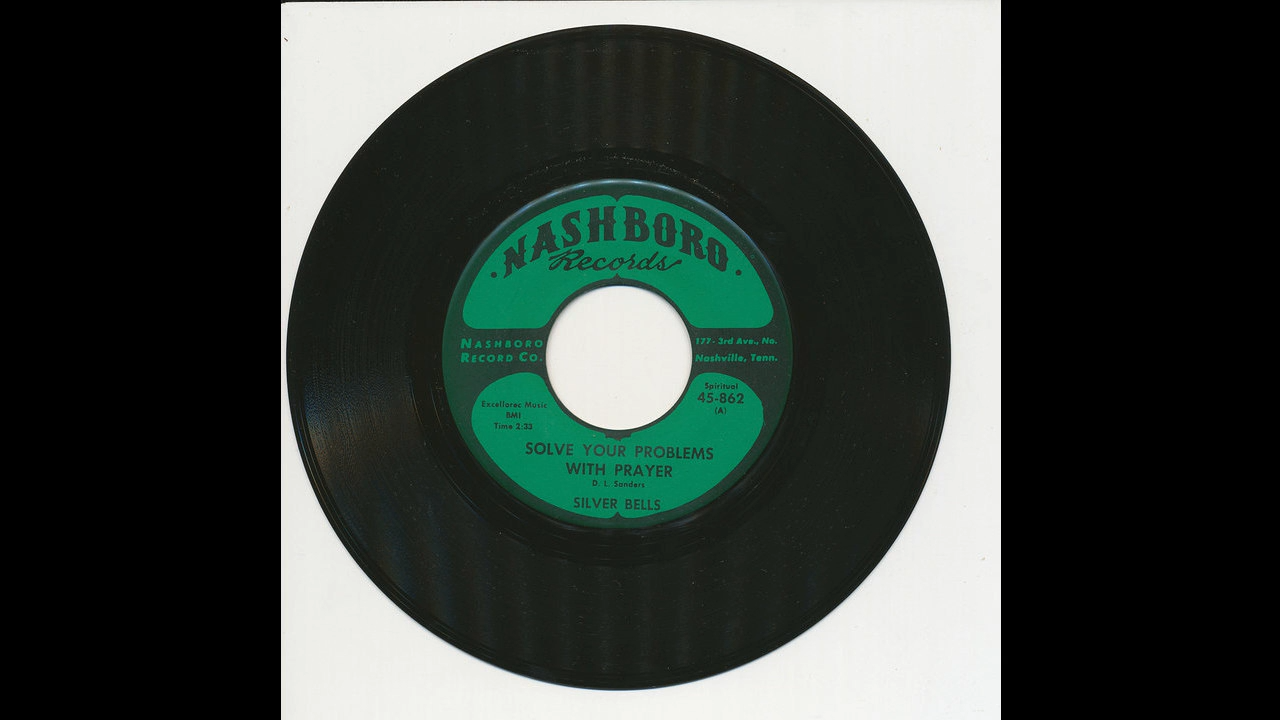 NASHBORO
Records
NASHBORO
RECORD CO.
177-3rd Ave., No.
Nashville, Tenn.
Excellorec Music
BMI
Time 2:33
Spiritual
45-862
(A)
SOLVE YOUR PROBLEMS
WITH PRAYER
D. L. Sanders
SILVER BELLS